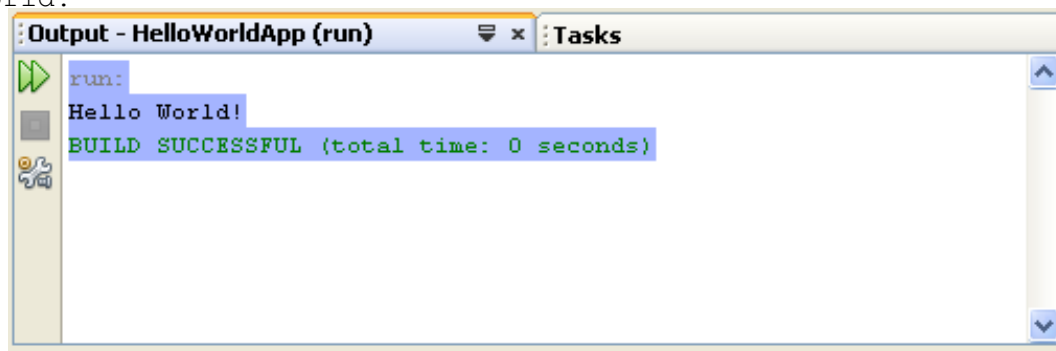 Output - HelloWorldApp (run) Tasks
run:
Hello World!
BUILD SUCCESSFUL (total time: 0 seconds)